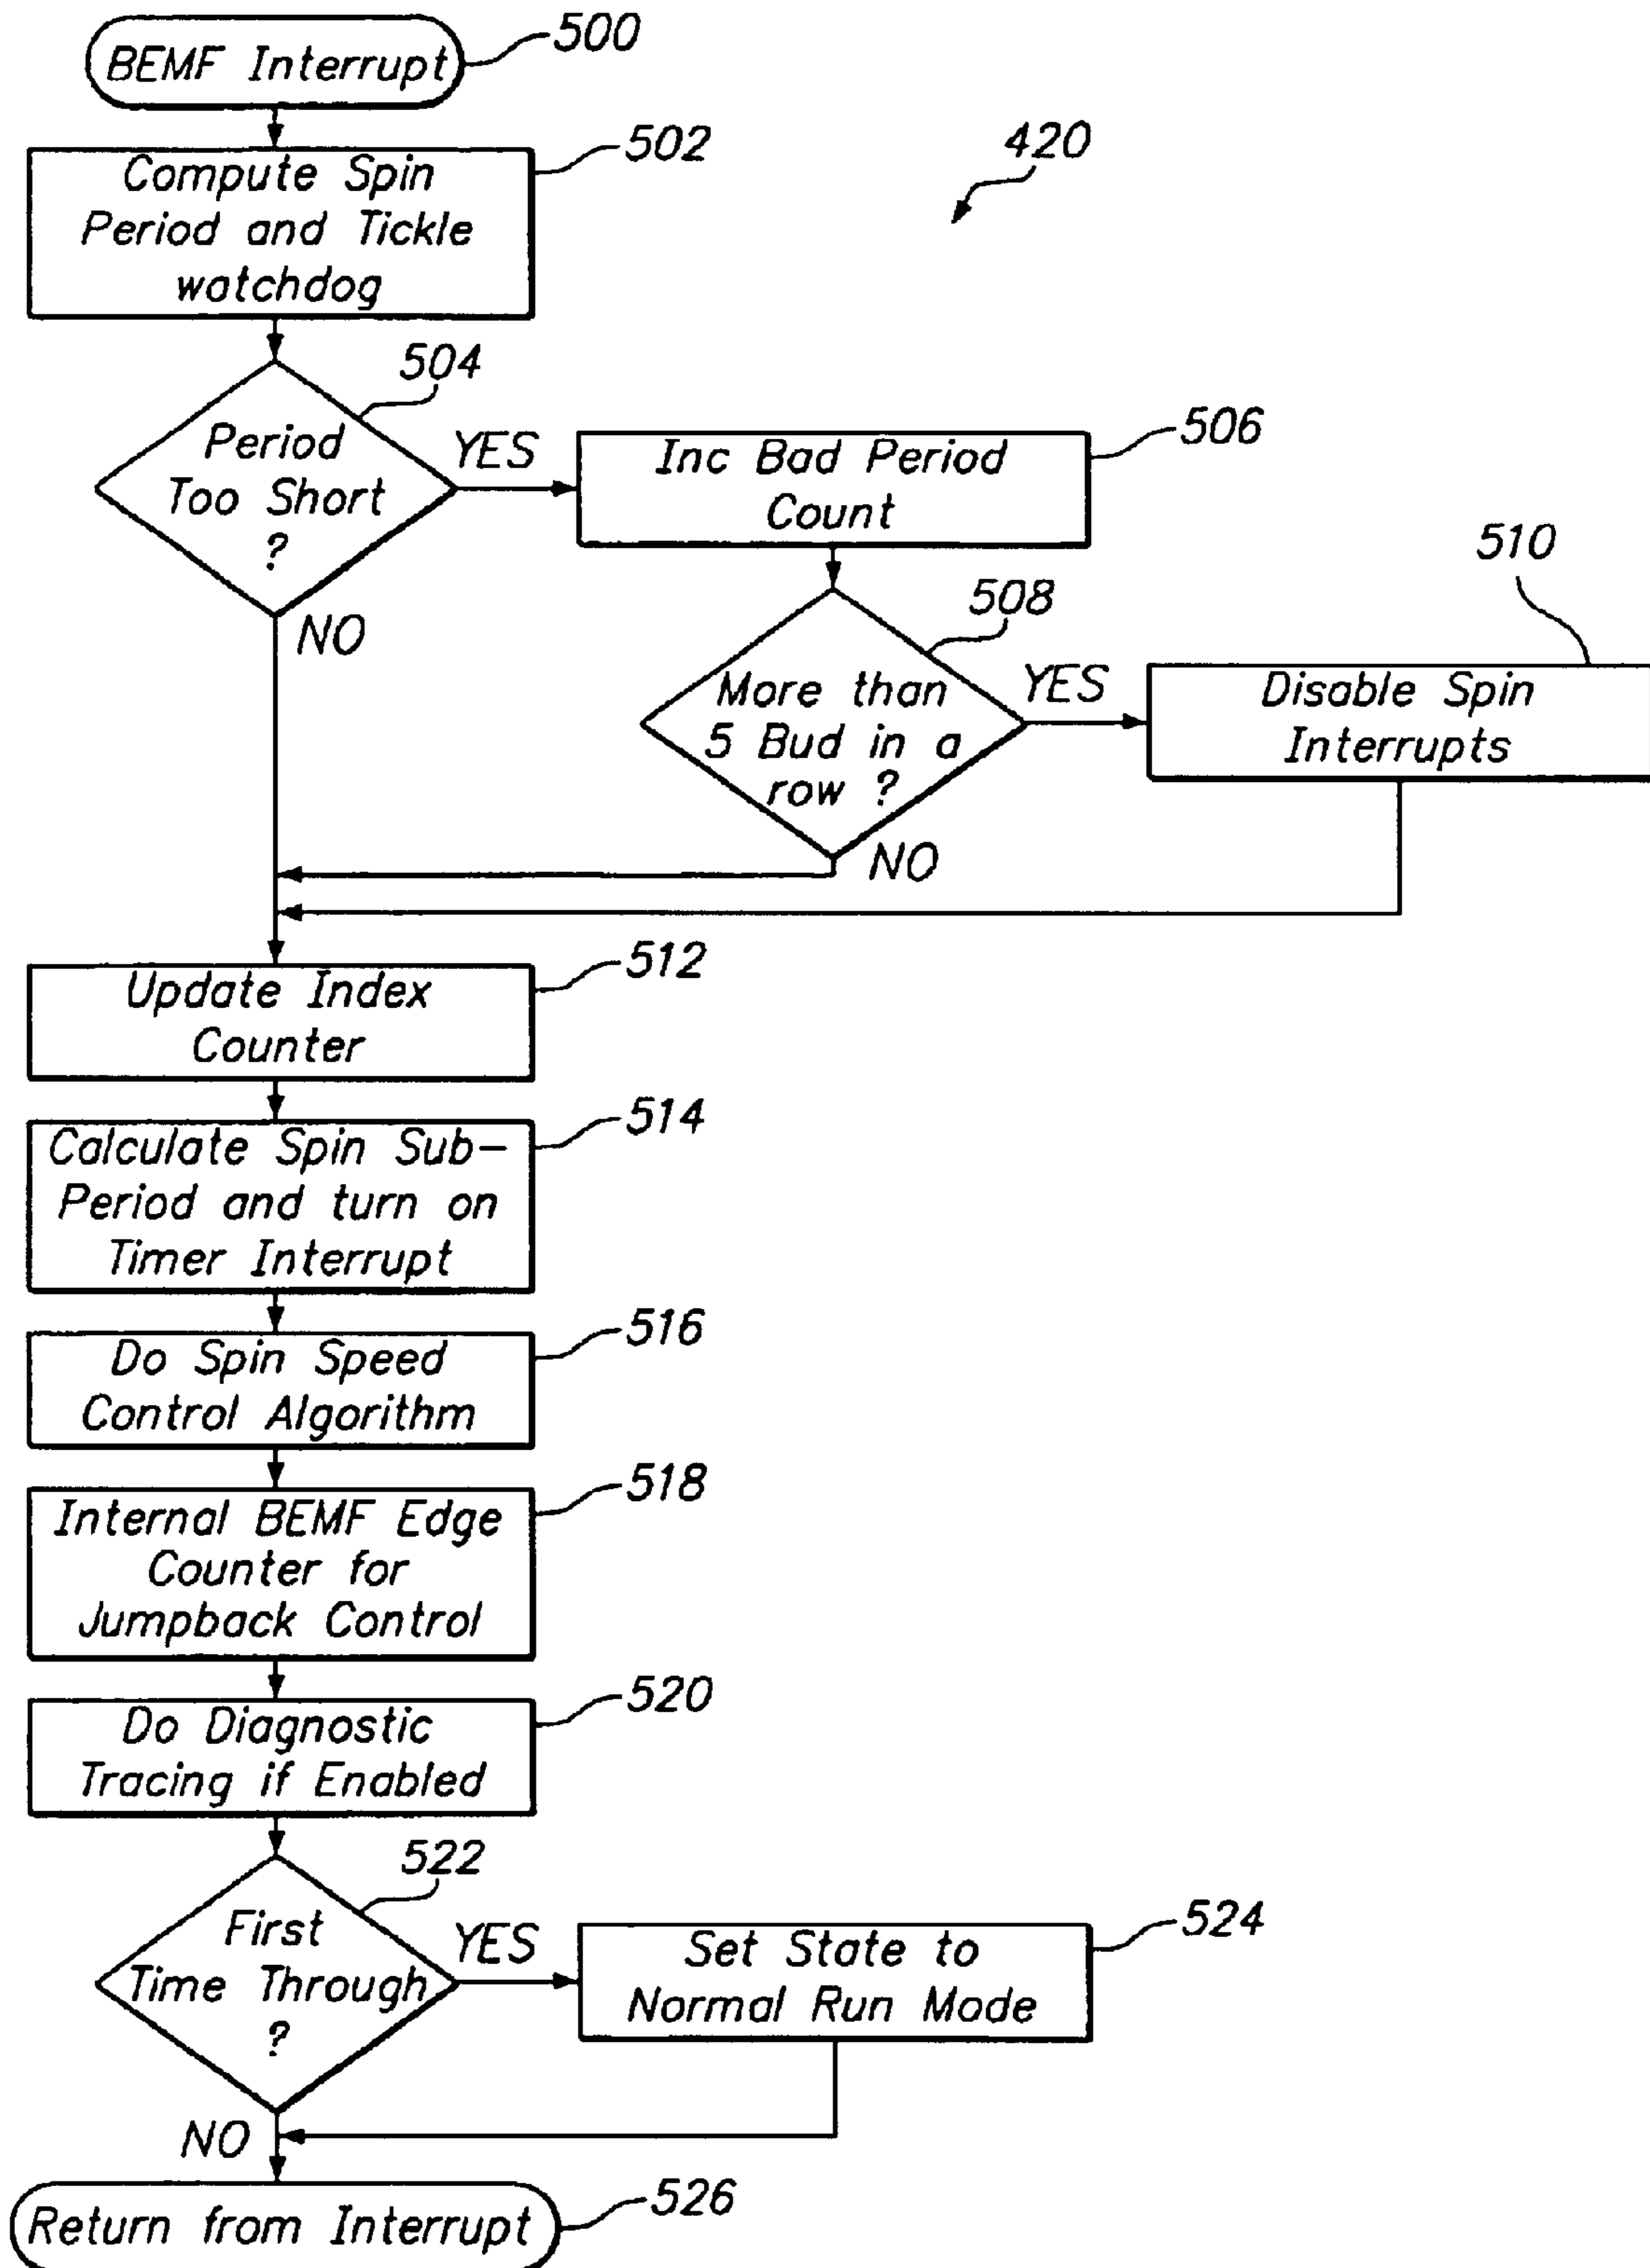 BEMF Interrupt
500
Compute Spin
Period and Tickle
watchdog
502
420
Period
Too Short
?
504
YES
NO
Inc Bad Period
Count
506
More than
5 Bud in a
row ?
508
YES
NO
Disable Spin
Interrupts
510
Update Index
Counter
512
Calculate Spin Sub-
Period and turn on
Timer Interrupt
514
Do Spin Speed
Control Algorithm
516
Internal BEMF Edge
Counter for
Jumpback Control
518
Do Diagnostic
Tracing if Enabled
520
First
Time Through
?
522
YES
NO
Set State to
Normal Run Mode
524
Return from Interrupt
526